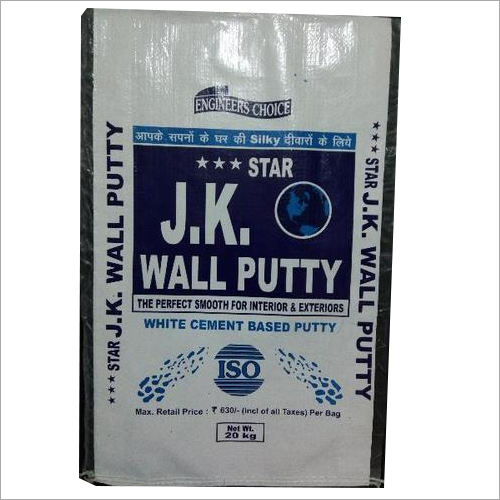 ENGINEERS CHOICE
आपके सपनों के घर की Silky दीवारों के लिये
★★★ STAR
J.K.
WALL PUTTY
THE PERFECT SMOOTH FOR INTERIOR & EXTERIORS
WHITE CEMENT BASED PUTTY
ISO
Max. Retail Price : ₹ 630/- (incl of all Taxes) Per Bag
Net Wt.
20 kg
★★★ STAR J.K. WALL PUTTY
★★★ STAR J.K. WALL PUTTY